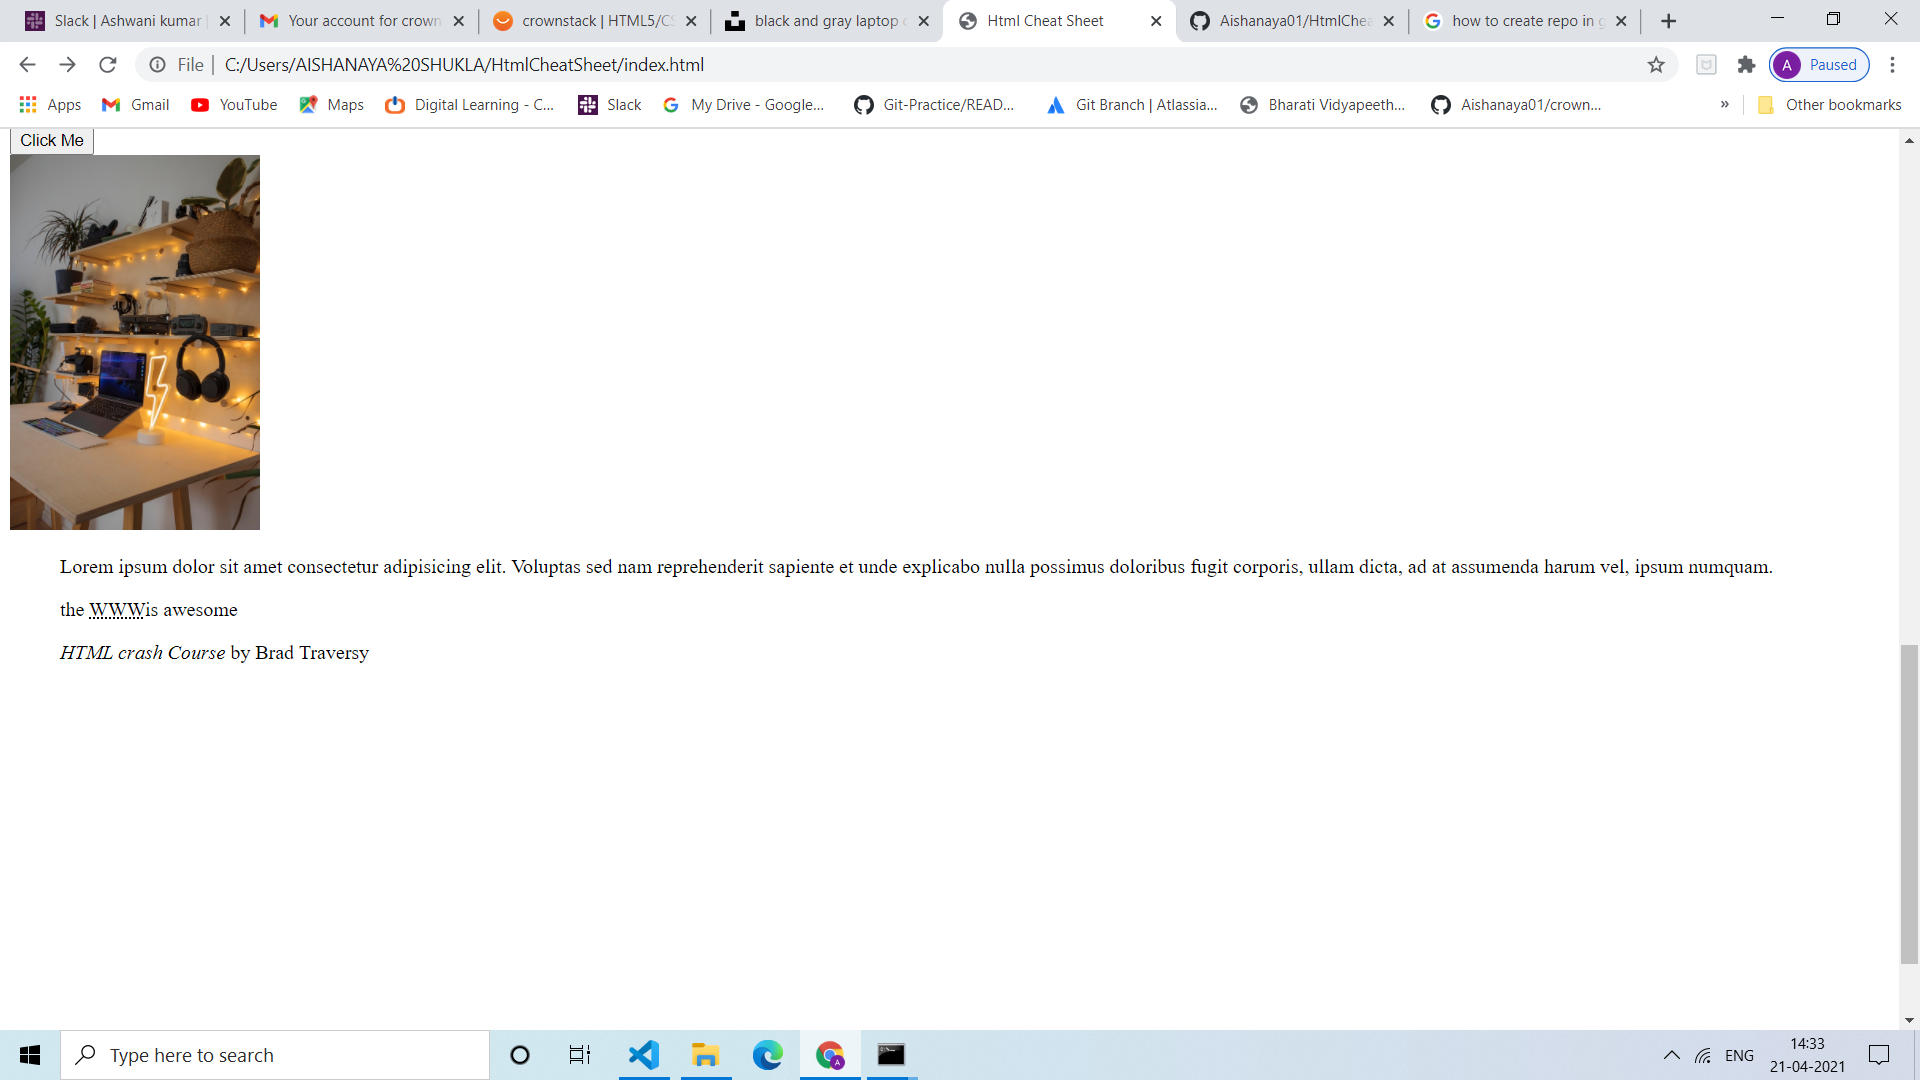 Slack | Ashwani kumar
Your account for crown
crownstack | HTML5/CS
black and gray laptop
Html Cheat Sheet
Aishanaya01/HtmlChea
how to create repo in g
File
C:/Users/AISHANAYA%20SHUKLA/HtmlCheatSheet/index.html
A
Paused
Apps
Gmail
YouTube
Maps
Digital Learning - C...
Slack
My Drive - Google...
Git-Practice/READ...
Git Branch | Atlassia...
Bharati Vidyapeeth...
Aishanaya01/crown...
»
Other bookmarks
Click Me
Lorem ipsum dolor sit amet consectetur adipisicing elit. Voluptas sed nam reprehenderit sapiente et unde explicabo nulla possimus doloribus fugit corporis, ullam dicta, ad at assumenda harum vel, ipsum numquam.
the WWWis awesome
HTML crash Course by Brad Traversy
Type here to search
ENG
14:33
21-04-2021